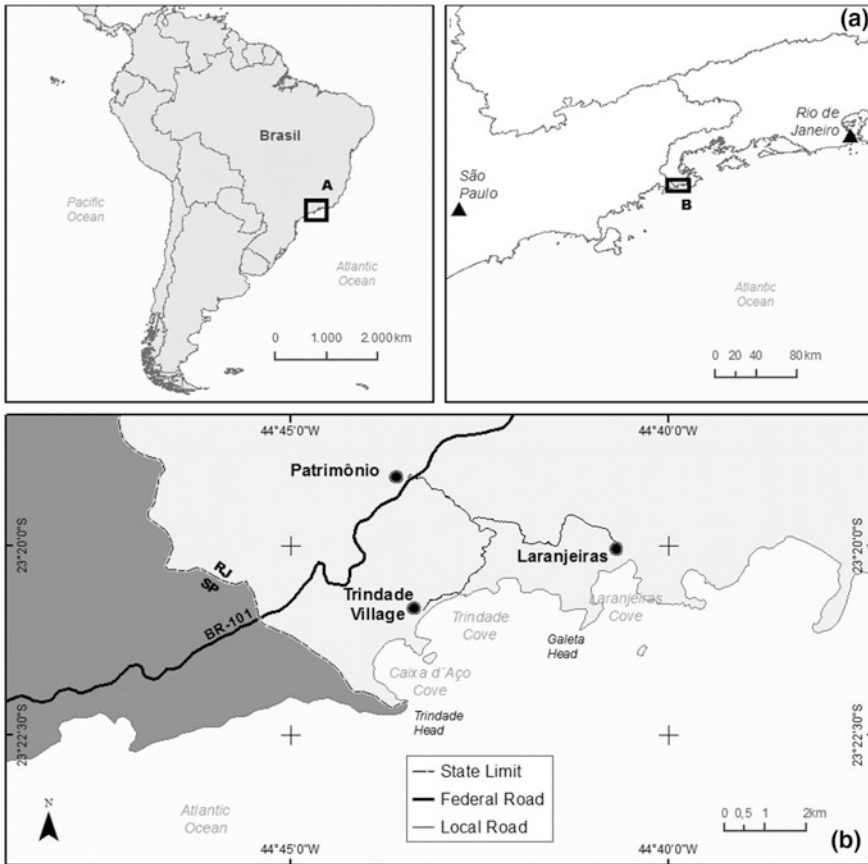 Brasil
A
Pacific
Ocean
Atlantic
Ocean
0 1.000 2.000 km
(a)
Rio de
Janeiro
São
Paulo
B
Atlantic
Ocean
0 20 40 80 km
44°45'0"W 44°40'0"W
Patrimônio
23°20'0"S 23°20'0"S
Laranjeiras
RJ
SP
Trindade
Village
Laranjeiras
Cove
Trindade
Cove
BR-101
Galeta
Head
Caixa d'Aço
Cove
Trindade
Head
23°22'30"S 23°22'30"S
State Limit
Federal Road
Local Road
N
Atlantic
Ocean
0 0,5 1 2km
(b)
44°45'0"W 44°40'0"W